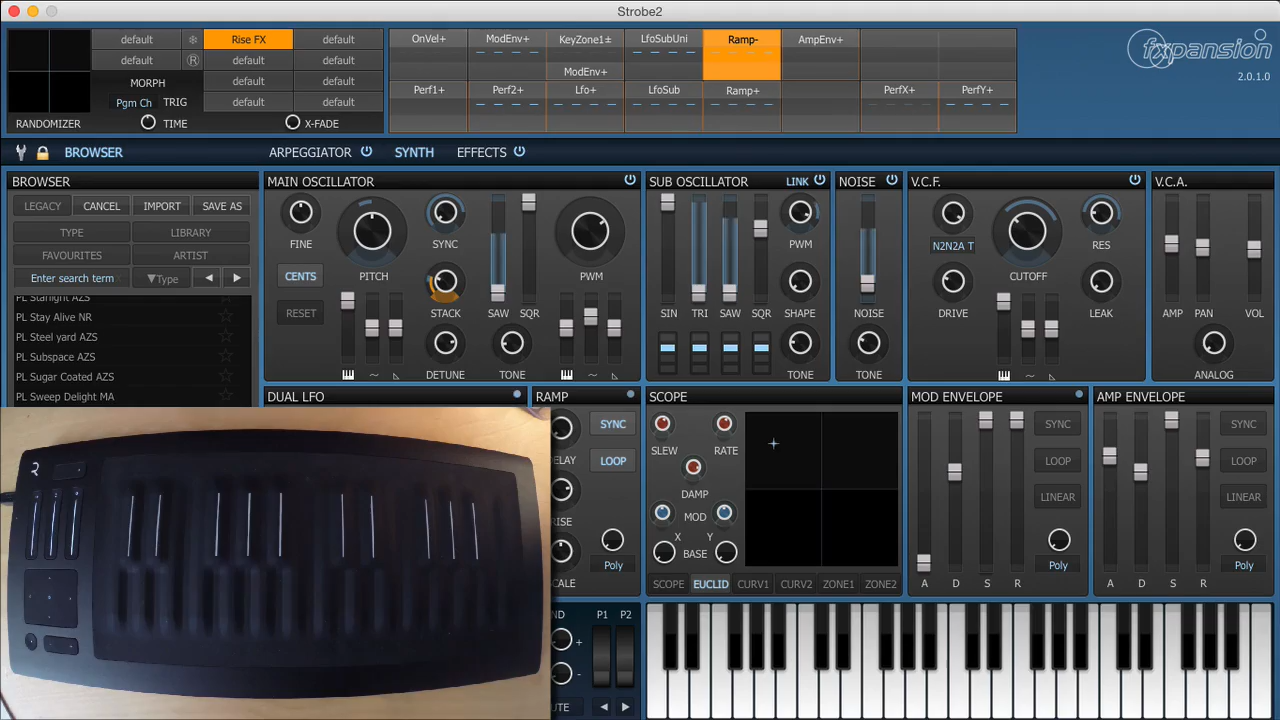 Strobe2
default
Rise FX
default
OnVel+
ModEnv+
KeyZone1±
LfoSubUni
Ramp-
AmpEnv+
fxpansion
default
R
default
default
2.0.1.0
MORPH
default
default
ModEnv+
Pgm Ch
TRIG
default
default
Perf1+
Perf2+
Lfo+
LfoSub
Ramp+
PerfX+
PerfY+
RANDOMIZER
TIME
X-FADE
BROWSER
ARPEGGIATOR
SYNTH
EFFECTS
BROWSER
MAIN OSCILLATOR
SUB OSCILLATOR
LINK
NOISE
V.C.F.
V.C.A.
LEGACY
CANCEL
IMPORT
SAVE AS
TYPE
LIBRARY
FINE
SYNC
PWM
N2N2A T
RES
FAVOURITES
ARTIST
CENTS
PITCH
PWM
CUTOFF
Enter search term
▼Type
PL Starlight AZS
RESET
STACK
SAW
SQR
SIN
TRI
SAW
SQR
SHAPE
NOISE
DRIVE
LEAK
AMP
PAN
VOL
PL Stay Alive NR
PL Steel yard AZS
PL Subspace AZS
PL Sugar Coated AZS
DETUNE
TONE
TONE
TONE
ANALOG
PL Sweep Delight MA
DUAL LFO
RAMP
SCOPE
MOD ENVELOPE
AMP ENVELOPE
SYNC
SLEW
RATE
SYNC
SYNC
ELAY
LOOP
DAMP
LOOP
LOOP
RISE
MOD
LINEAR
LINEAR
X
Y
CALE
Poly
BASE
Poly
Poly
SCOPE
EUCLID
CURV1
CURV2
ZONE1
ZONE2
A
D
S
R
A
D
S
R
ND
P1
P2
+
-
UTE